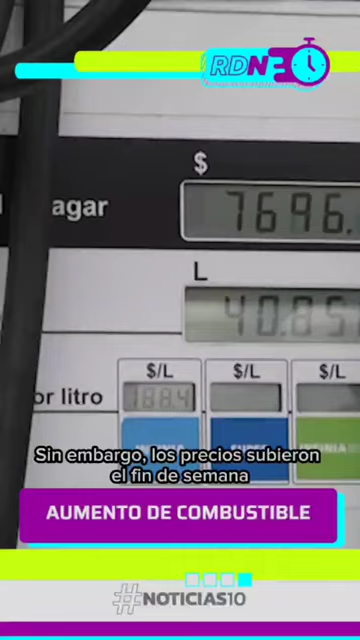 RDN
$
agar
7696.
L
40.85
$/L
$/L
$/L
or litro
188.4
INFINIA
Sin embargo, los precios subieron
el fin de semana
AUMENTO DE COMBUSTIBLE
#NOTICIAS10